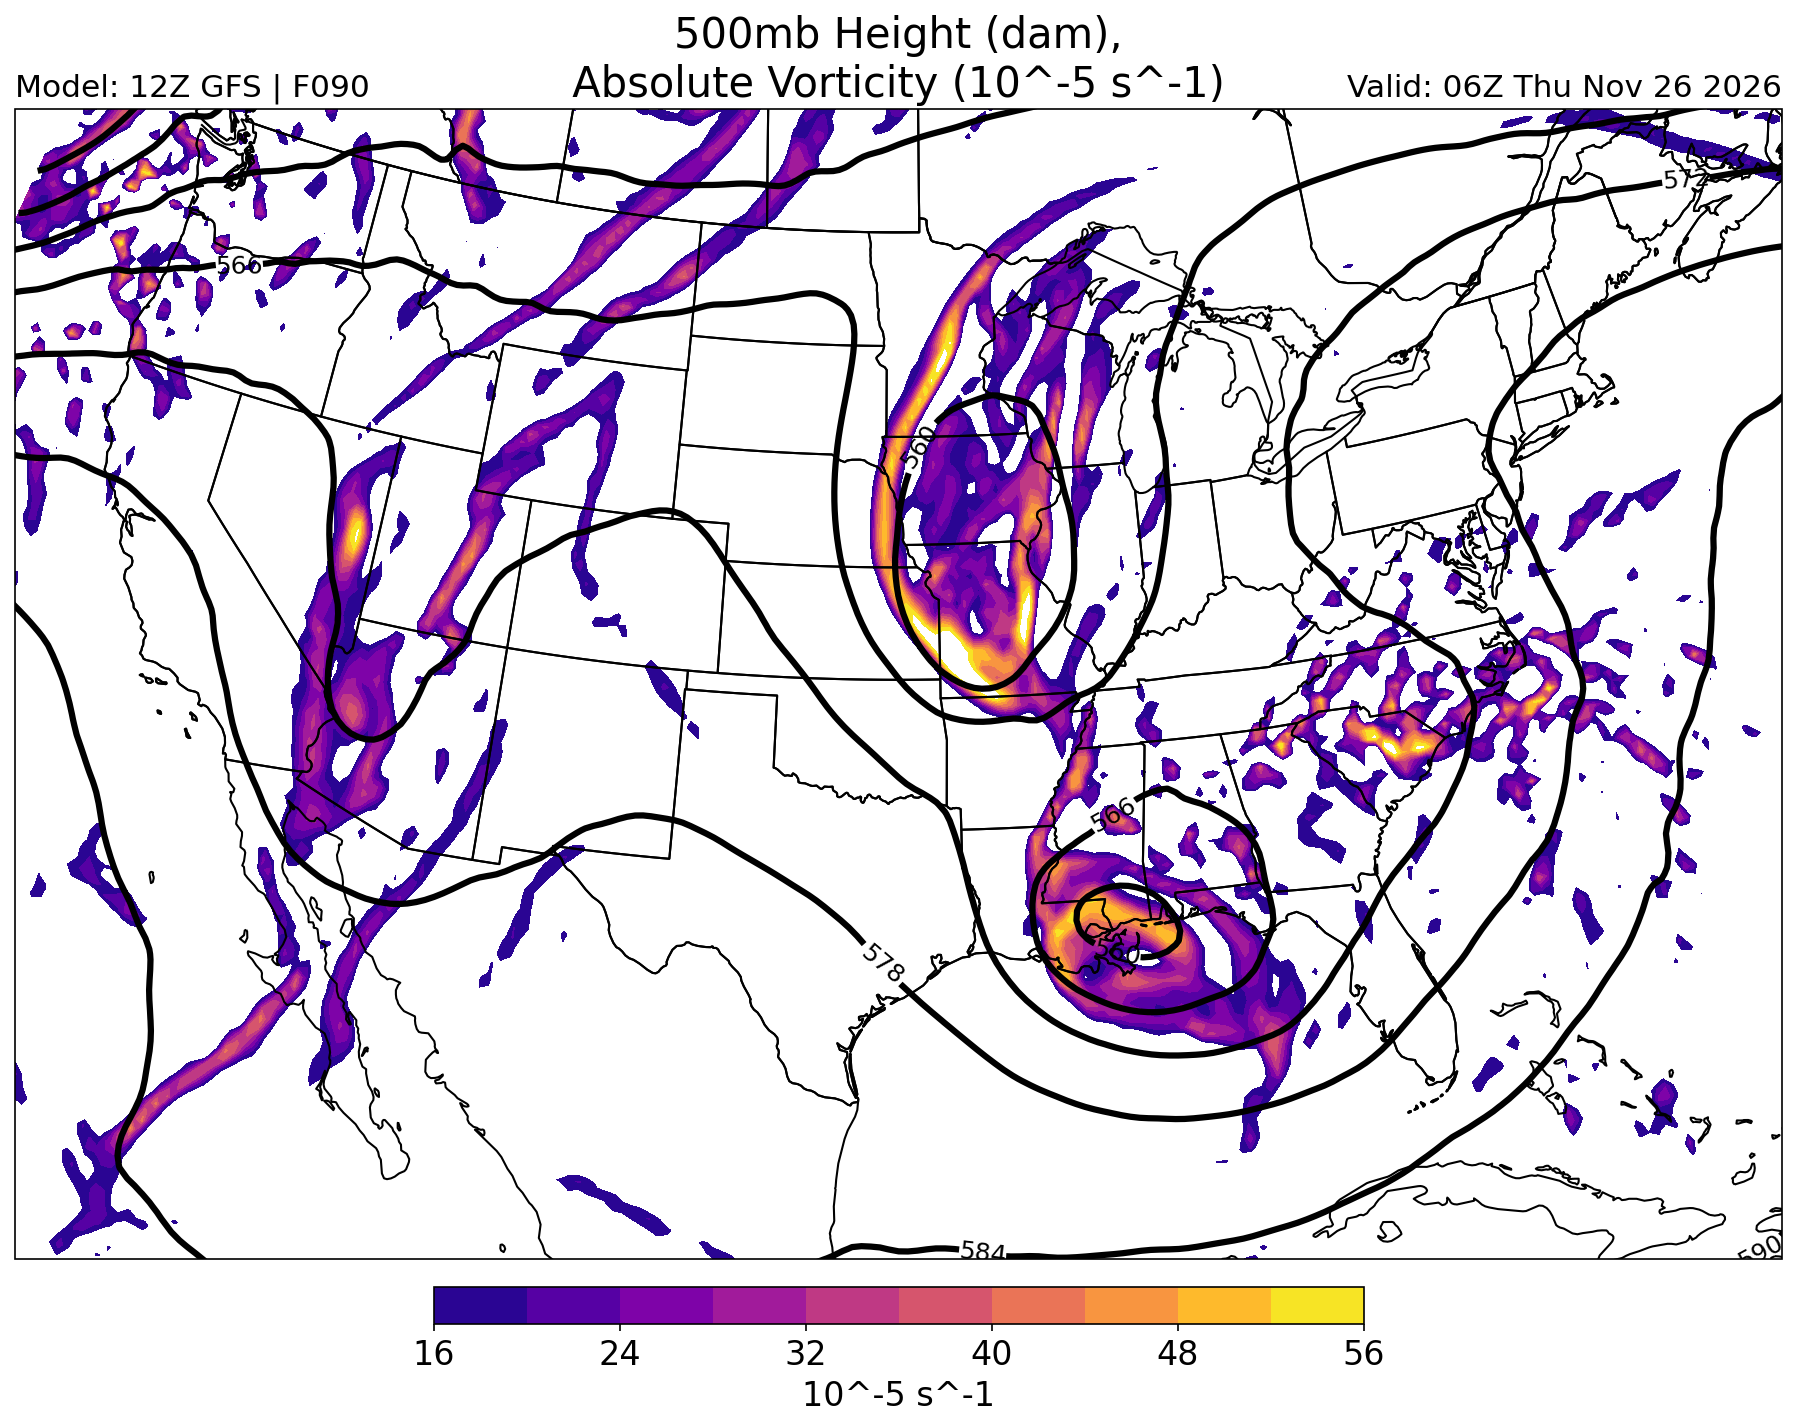 500mb Height (dam),
Model: 12Z GFS | F090
Absolute Vorticity (10^-5 s^-1)
Valid: 06Z Thu Nov 26 2026
572
566
560
566
560
578
584
590
16
24
32
40
48
56
10^-5 s^-1